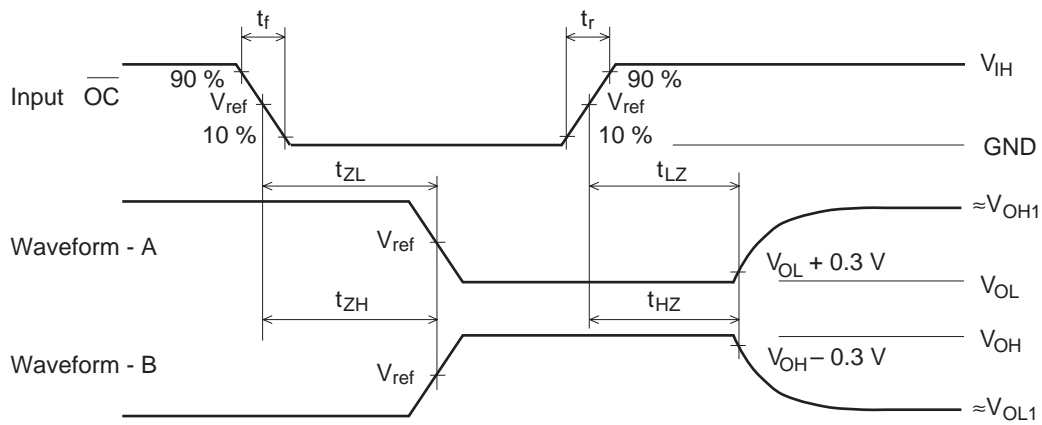 tf
tr
90 %
90 %
VIH
Input OC
Vref
Vref
10 %
10 %
GND
tZL
tLZ
≈VOH1
Waveform - A
Vref
VOL + 0.3 V
VOL
tZH
tHZ
VOH
VOH – 0.3 V
Waveform - B
Vref
≈VOL1